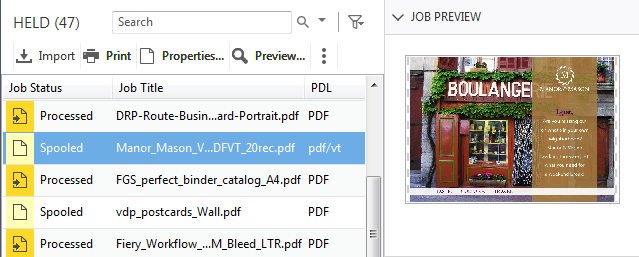 HELD (47)
Search
Import Print Properties... Preview...
Job Status Job Title PDL
Processed DRP-Route-Busin...ard-Portrait.pdf PDF
Spooled Manor_Mason_V...DFVT_20rec.pdf pdf/vt
Processed FGS_perfect_binder_catalog_A4.pdf PDF
Spooled vdp_postcards_Wall.pdf PDF
Processed Fiery_Workflow_...M_Bleed_LTR.pdf PDF
JOB PREVIEW
BOULANGE
M
MANOR & MASON